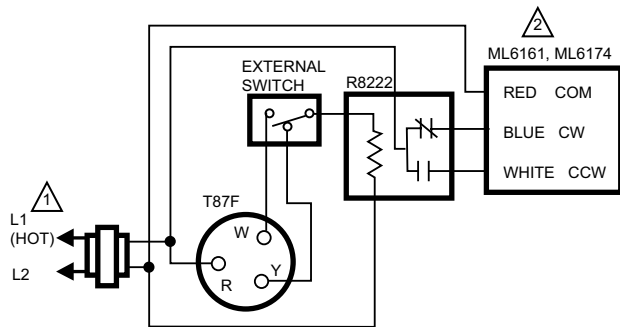 2
ML6161, ML6174
EXTERNAL
SWITCH
R8222
RED COM
BLUE CW
WHITE CCW
1
L1
(HOT)
L2
T87F
W
R
Y